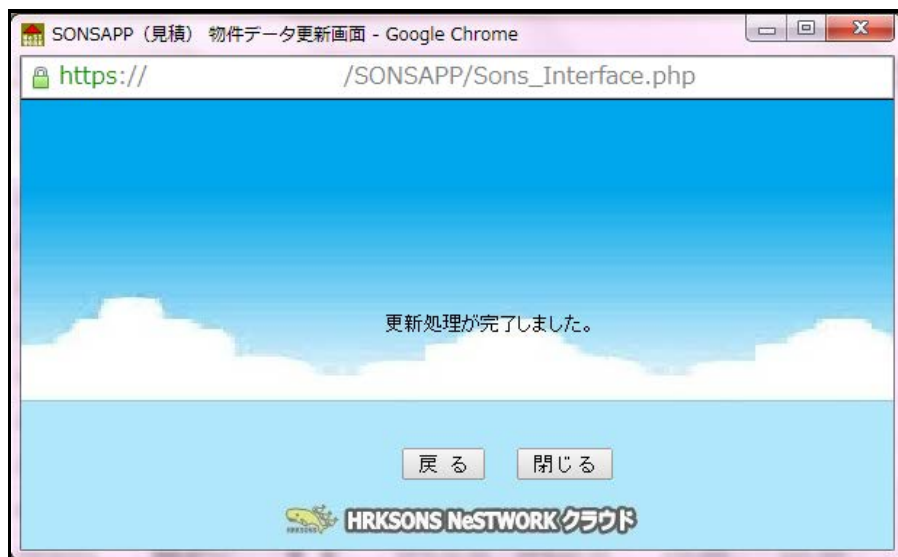 SONSAPP（見積） 物件データ更新画面 - Google Chrome
https:// /SONSAPP/Sons_Interface.php
更新処理が完了しました。
戻 る 閉じる
HRKSONS NeSTWORK クラウド